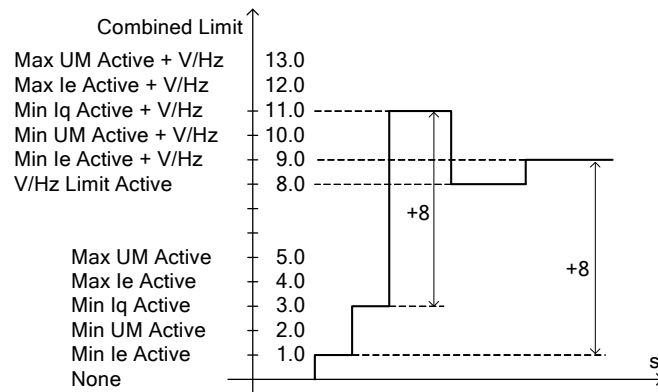 Combined Limit
Max UM Active + V/Hz 13.0
Max Ie Active + V/Hz 12.0
Min Iq Active + V/Hz 11.0
Min UM Active + V/Hz 10.0
Min Ie Active + V/Hz 9.0
V/Hz Limit Active 8.0
+8
Max UM Active 5.0
+8
Max Ie Active 4.0
Min Iq Active 3.0
Min UM Active 2.0
Min Ie Active 1.0
s
None